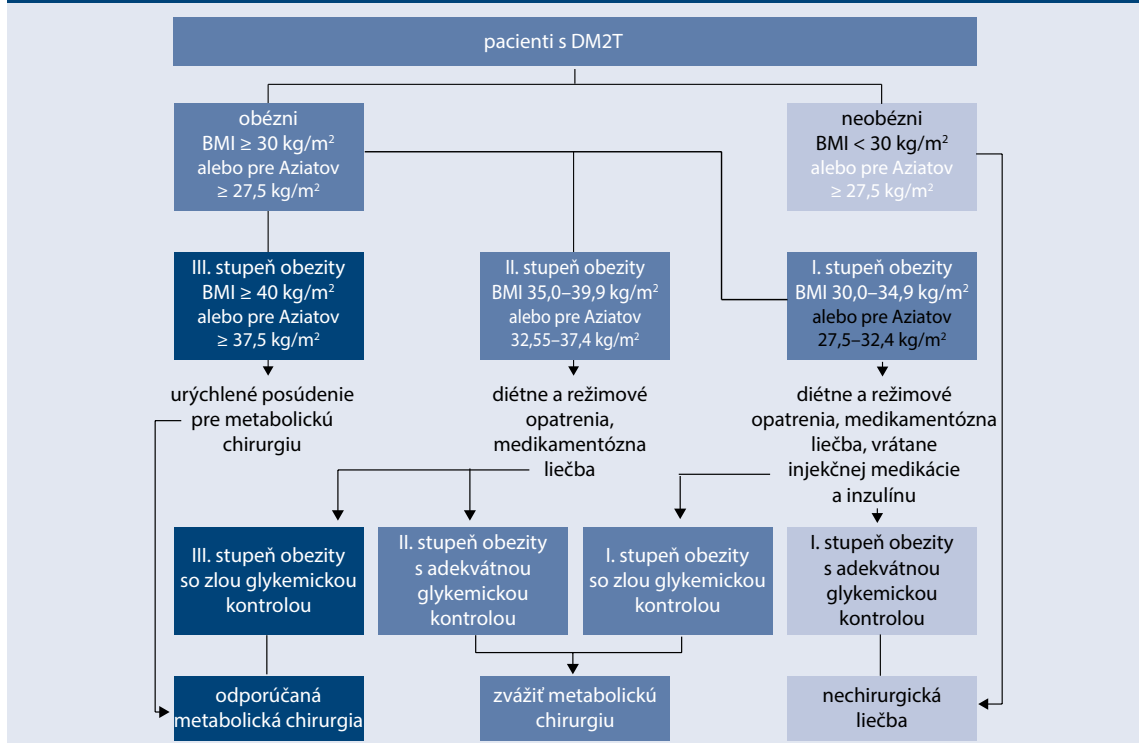 pacienti s DM2T
obézni
BMI ≥ 30 kg/m²
alebo pre Aziatov
≥ 27,5 kg/m²
neobézni
BMI < 30 kg/m²
alebo pre Aziatov
≥ 27,5 kg/m²
III. stupeň obezity
BMI ≥ 40 kg/m²
alebo pre Aziatov
≥ 37,5 kg/m²
II. stupeň obezity
BMI 35,0–39,9 kg/m²
alebo pre Aziatov
32,55–37,4 kg/m²
I. stupeň obezity
BMI 30,0–34,9 kg/m²
alebo pre Aziatov
27,5–32,4 kg/m²
urýchlené posúdenie
pre metabolickú
chirurgiu
diétne a režimové
opatrenia,
medikamentózna
liečba
diétne a režimové
opatrenia, medikamentózna
liečba, vrátane
injekčnej medikácie
a inzulínu
III. stupeň obezity
so zlou glykemickou
kontrolou
II. stupeň obezity
s adekvátnou
glykemickou
kontrolou
I. stupeň obezity
so zlou glykemickou
kontrolou
I. stupeň obezity
s adekvátnou
glykemickou
kontrolou
odporúčaná
metabolická chirurgia
zvážiť metabolickú
chirurgiu
nechirurgická
liečba